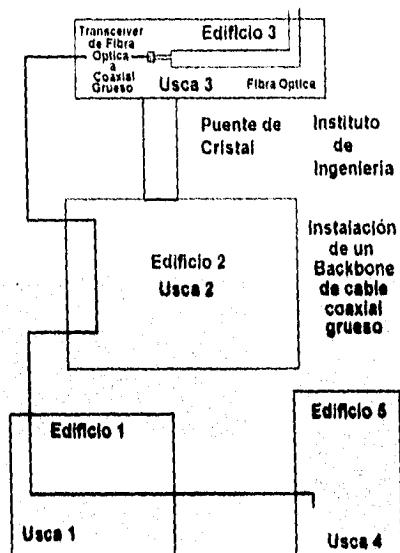 Transceiver
de Fibra
Optica
a
Coaxial
Grueso
Edificio 3
Usca 3
Fibra Optica
Puente de
Cristal
Instituto
de
Ingeniería
Instalación
de un
Backbone
de cable
coaxial
grueso
Edificio 2
Usca 2
Edificio 1
Usca 1
Edificio 5
Usca 4